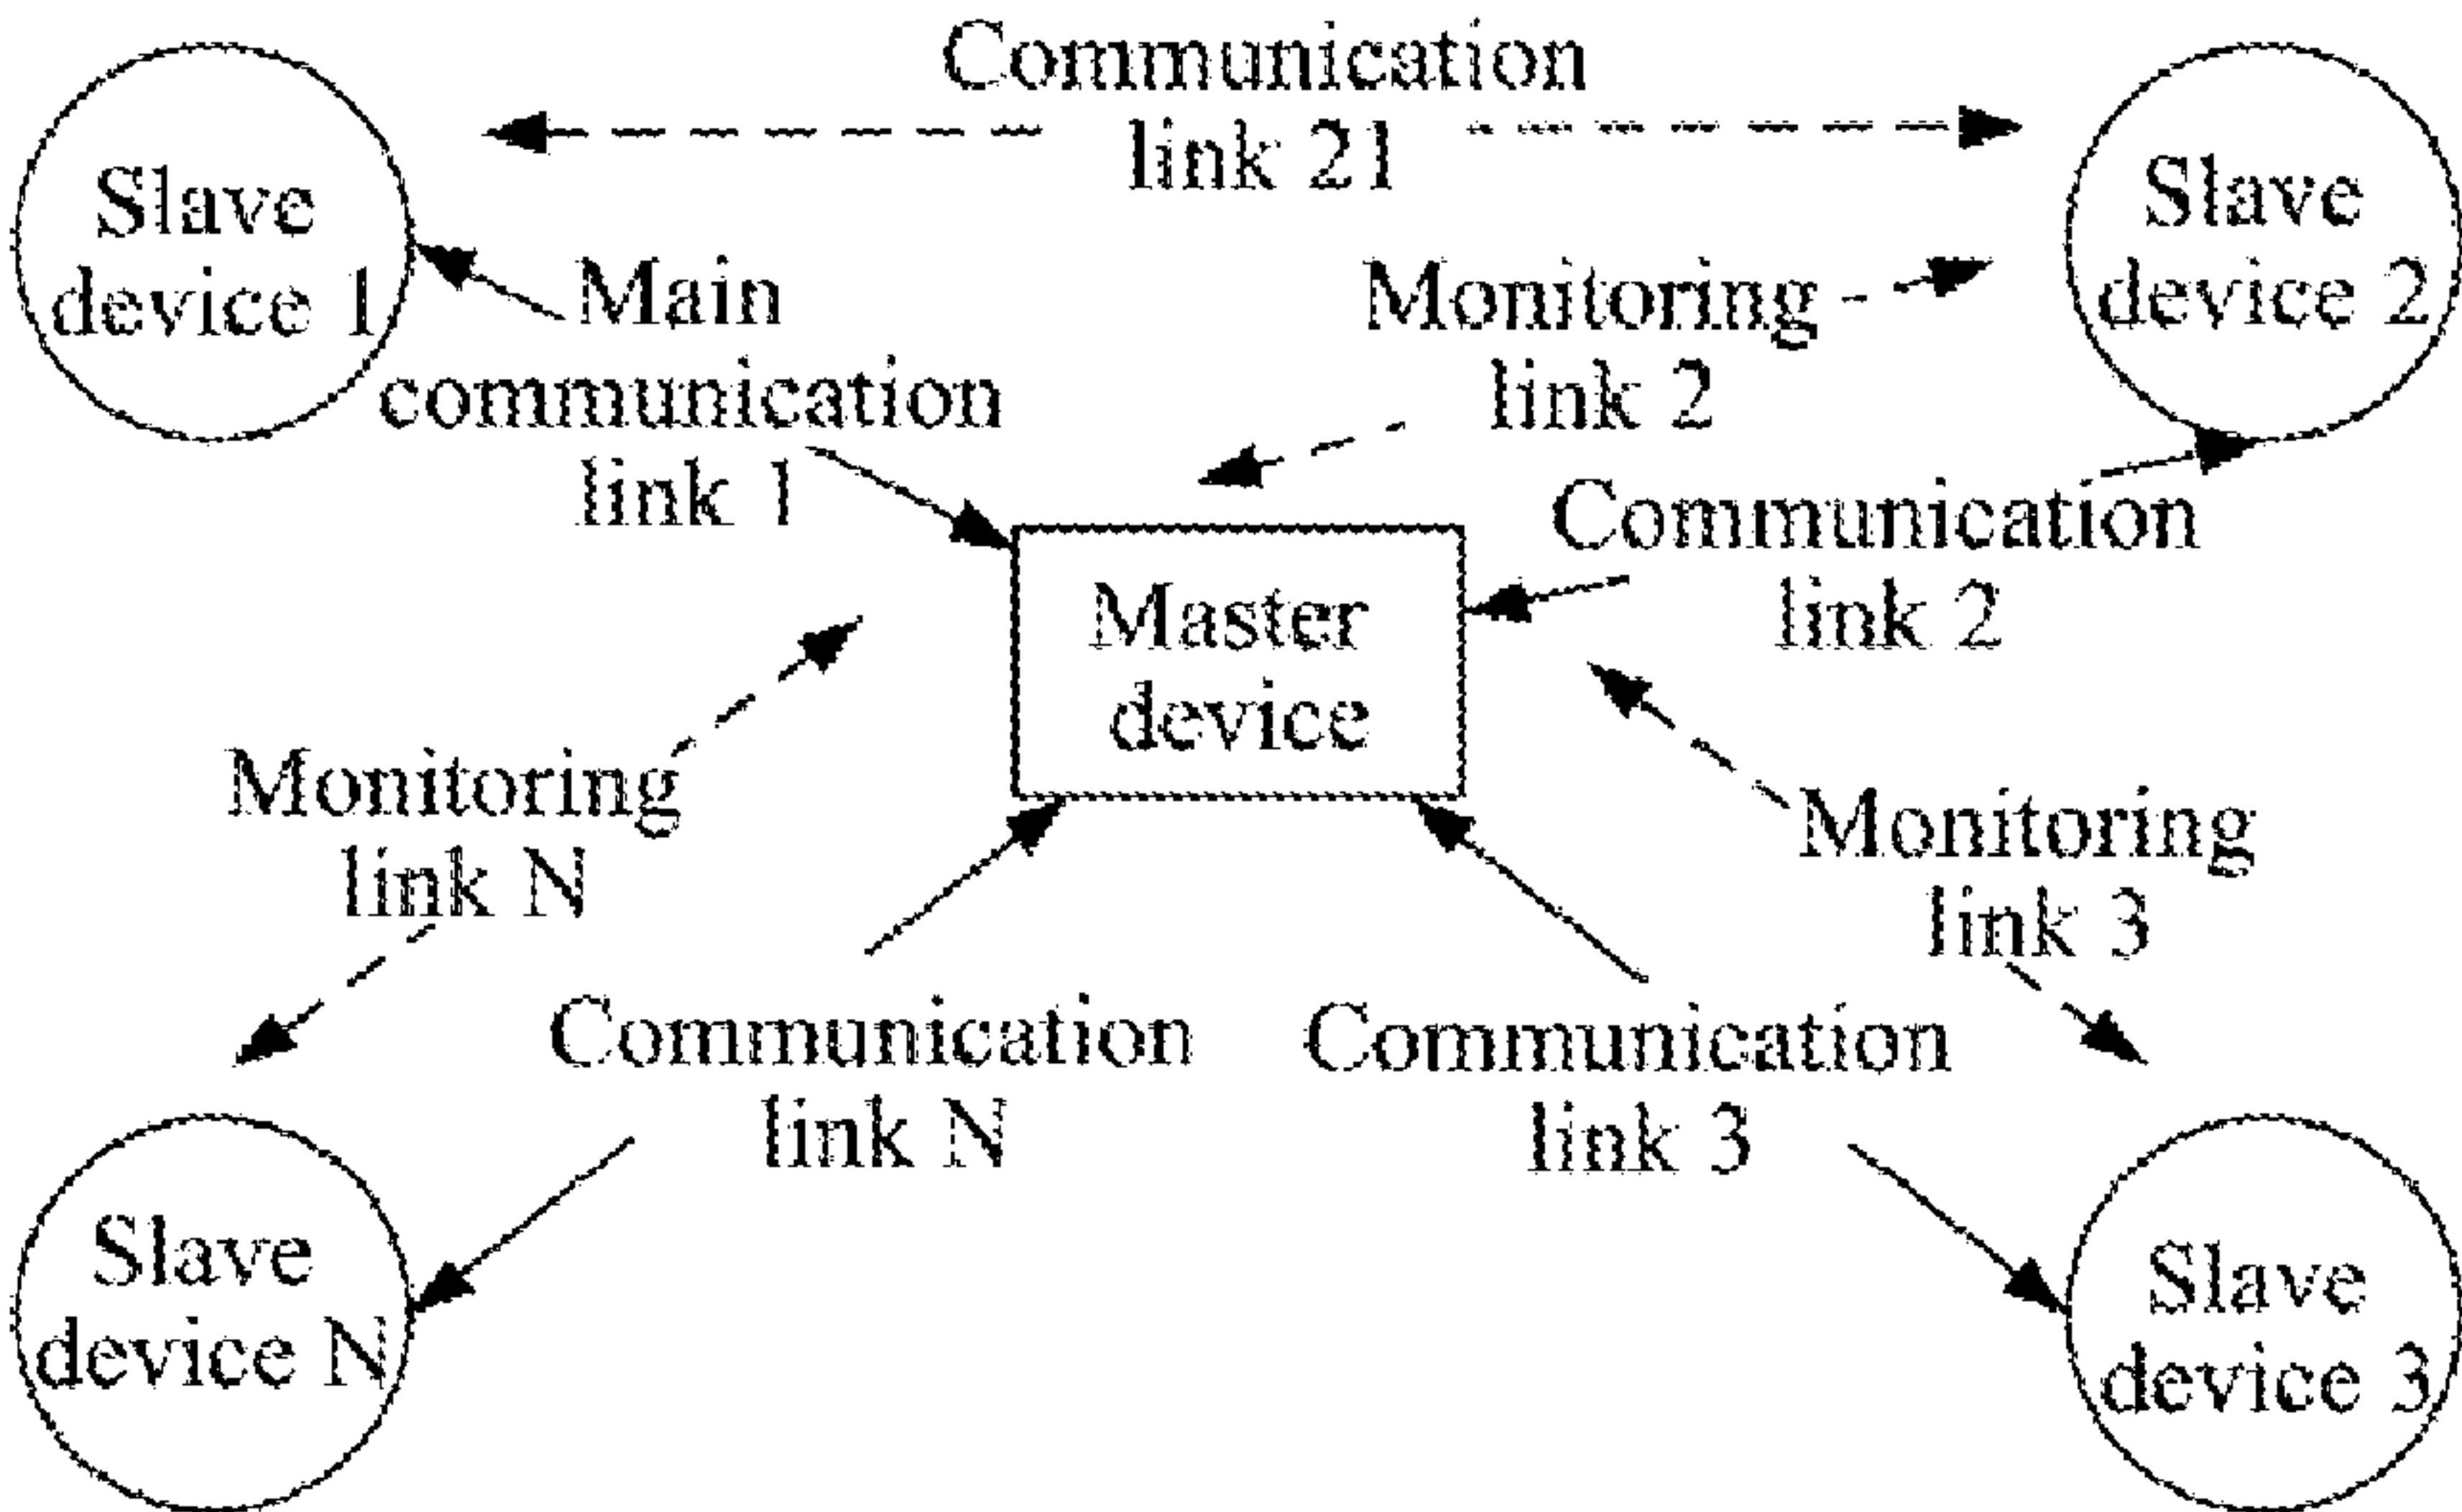 Communication
link 21
Slave
device 1
Slave
device 2
Main
communication
link 1
Monitoring
link 2
Communication
link 2
Master
device
Monitoring
link N
Monitoring
link 3
Communication
link N
Communication
link 3
Slave
device N
Slave
device 3